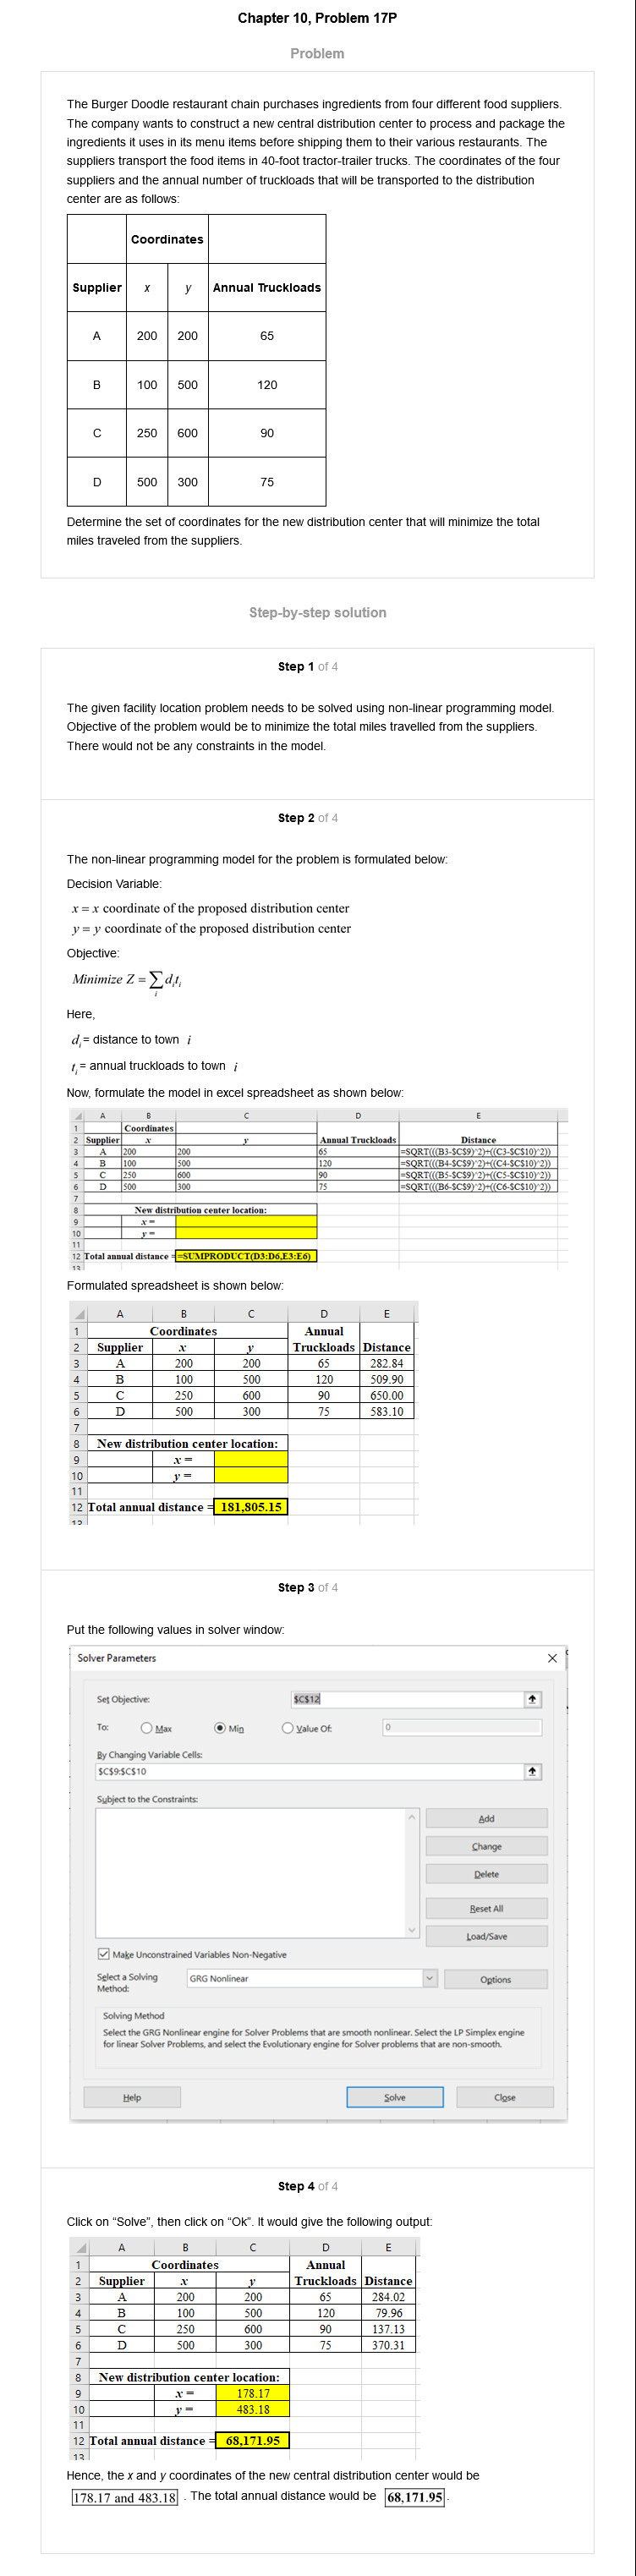 Chapter 10, Problem 17P
Problem
The Burger Doodle restaurant chain purchases ingredients from four different food suppliers.
The company wants to construct a new central distribution center to process and package the
ingredients it uses in its menu items before shipping them to their various restaurants. The
suppliers transport the food items in 40-foot tractor-trailer trucks. The coordinates of the four
suppliers and the annual number of truckloads that will be transported to the distribution
center are as follows:
Coordinates
Supplier x y Annual Truckloads
A 200 200 65
B 100 500 120
C 250 600 90
D 500 300 75
Determine the set of coordinates for the new distribution center that will minimize the total
miles traveled from the suppliers.
Step-by-step solution
Step 1 of 4
The given facility location problem needs to be solved using non-linear programming model.
Objective of the problem would be to minimize the total miles travelled from the suppliers.
There would not be any constraints in the model.
Step 2 of 4
The non-linear programming model for the problem is formulated below:
Decision Variable:
x = x coordinate of the proposed distribution center
y = y coordinate of the proposed distribution center
Objective:
Minimize Z = ∑ dᵢtᵢ
i
Here,
dᵢ = distance to town i
tᵢ = annual truckloads to town i
Now, formulate the model in excel spreadsheet as shown below:
A B C D E
1 Coordinates
2 Supplier x y Annual Truckloads Distance
3 A 200 200 65 =SQRT(((B3-$C$9)^2)+((C3-$C$10)^2))
4 B 100 500 120 =SQRT(((B4-$C$9)^2)+((C4-$C$10)^2))
5 C 250 600 90 =SQRT(((B5-$C$9)^2)+((C5-$C$10)^2))
6 D 500 300 75 =SQRT(((B6-$C$9)^2)+((C6-$C$10)^2))
7
8 New distribution center location:
9 x =
10 y =
11
12 Total annual distance = =SUMPRODUCT(D3:D6,E3:E6)
13
Formulated spreadsheet is shown below:
A B C D E
1 Coordinates Annual
2 Supplier x y Truckloads Distance
3 A 200 200 65 282.84
4 B 100 500 120 509.90
5 C 250 600 90 650.00
6 D 500 300 75 583.10
7
8 New distribution center location:
9 x =
10 y =
11
12 Total annual distance = 181,805.15
13
Step 3 of 4
Put the following values in solver window:
Solver Parameters
Set Objective: $C$12
To: Max Min Value Of: 0
By Changing Variable Cells:
$C$9:$C$10
Subject to the Constraints:
Add
Change
Delete
Reset All
Load/Save
Make Unconstrained Variables Non-Negative
Select a Solving Method: GRG Nonlinear Options
Solving Method
Select the GRG Nonlinear engine for Solver Problems that are smooth nonlinear. Select the LP Simplex engine
for linear Solver Problems, and select the Evolutionary engine for Solver problems that are non-smooth.
Help Solve Close
Step 4 of 4
Click on “Solve”, then click on “Ok”. It would give the following output:
A B C D E
1 Coordinates Annual
2 Supplier x y Truckloads Distance
3 A 200 200 65 284.02
4 B 100 500 120 79.96
5 C 250 600 90 137.13
6 D 500 300 75 370.31
7
8 New distribution center location:
9 x = 178.17
10 y = 483.18
11
12 Total annual distance = 68,171.95
13
Hence, the x and y coordinates of the new central distribution center would be
178.17 and 483.18 . The total annual distance would be 68,171.95 .